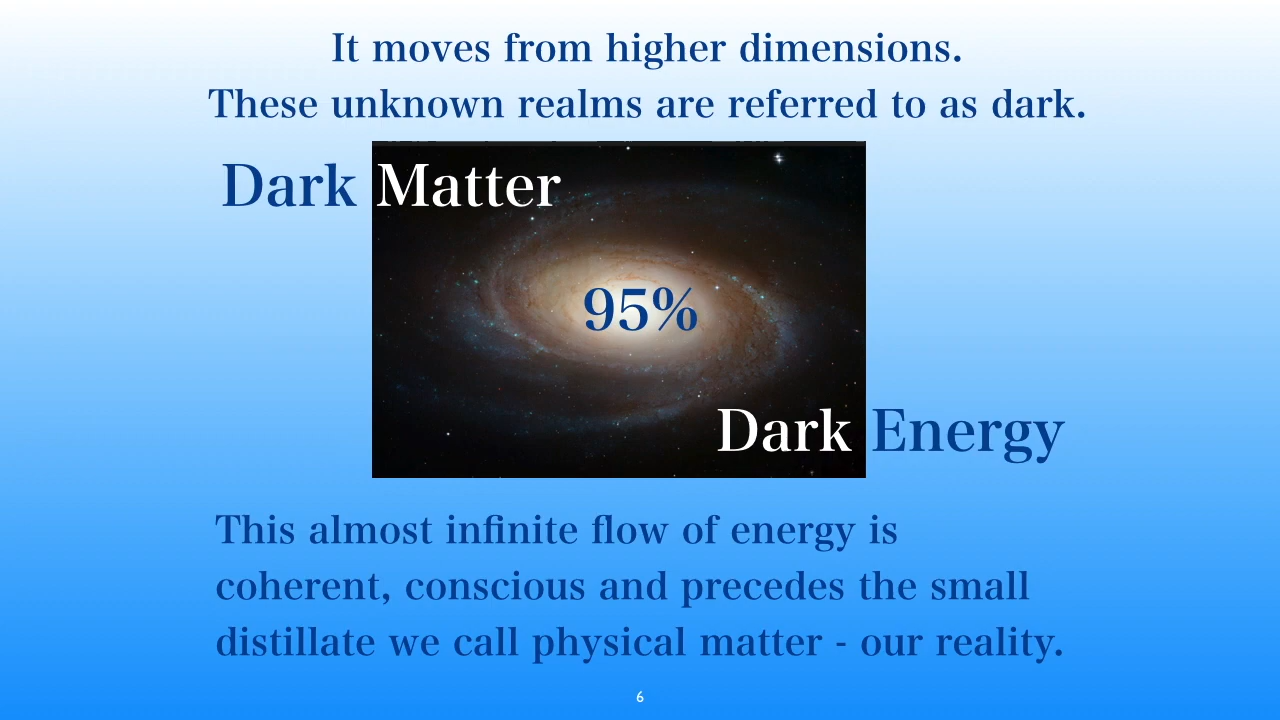 It moves from higher dimensions.
These unknown realms are referred to as dark.
Dark Matter
95%
Dark Energy
This almost infinite flow of energy is
coherent, conscious and precedes the small
distillate we call physical matter - our reality.
6